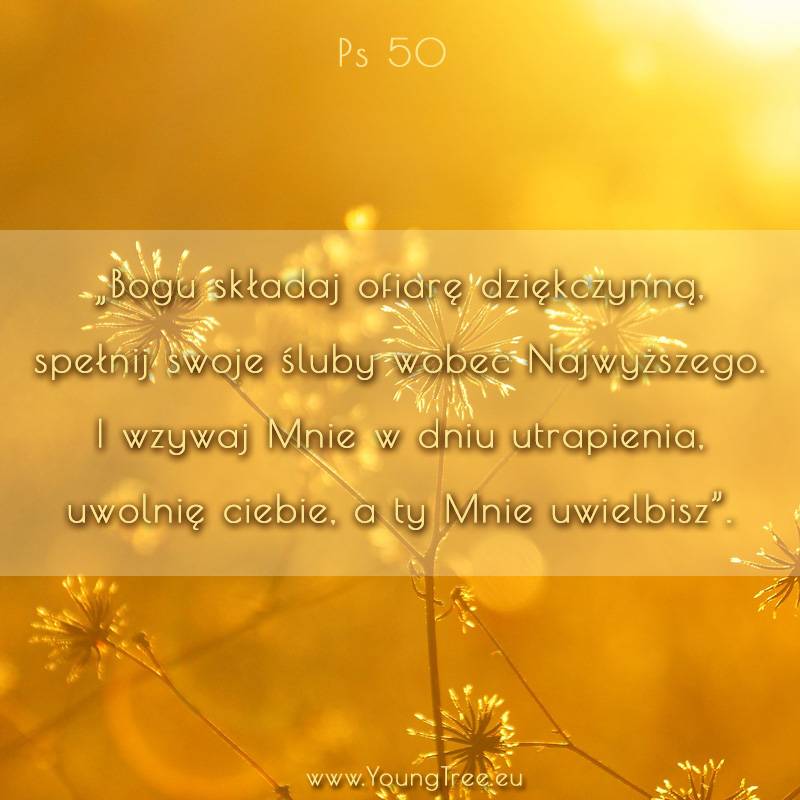 Ps 50
„Bogu składaj ofiarę dziękczynną,
spełnij swoje śluby wobec Najwyższego.
I wzywaj Mnie w dniu utrapienia,
uwolnię ciebie, a ty Mnie uwielbisz”.
www.YoungTree.eu